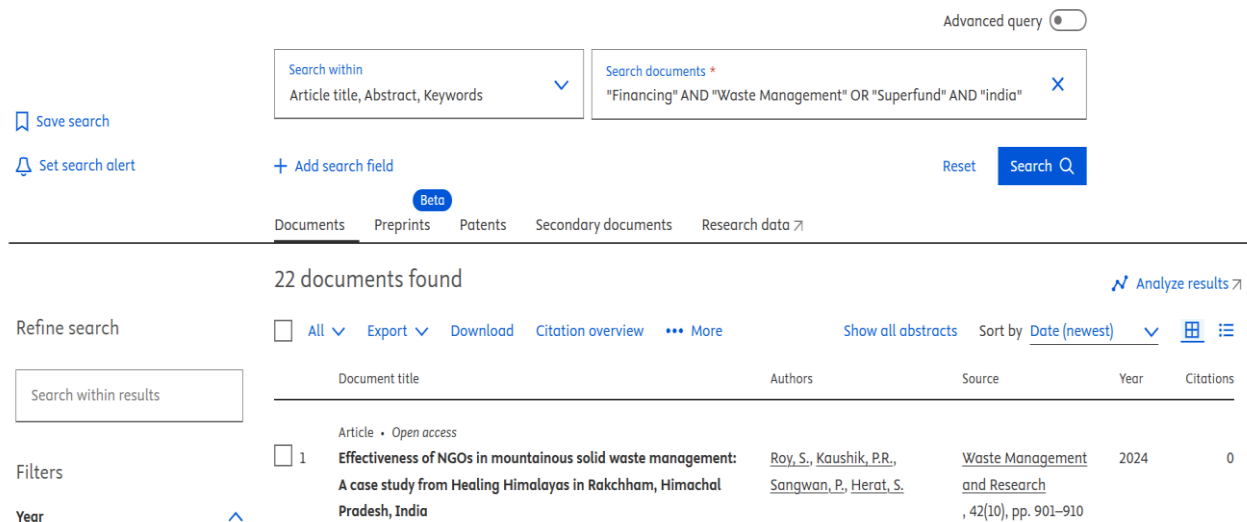 Advanced query
Search within
Article title, Abstract, Keywords
Search documents *
"Financing" AND "Waste Management" OR "Superfund" AND "india"
Save search
Set search alert
+ Add search field
Reset
Search
Beta
Documents
Preprints
Patents
Secondary documents
Research data
22 documents found
Analyze results
Refine search
All
Export
Download
Citation overview
••• More
Show all abstracts
Sort by Date (newest)
Search within results
Document title
Authors
Source
Year
Citations
Article • Open access
1
Effectiveness of NGOs in mountainous solid waste management:
A case study from Healing Himalayas in Rakchham, Himachal
Pradesh, India
Roy, S., Kaushik, P.R.,
Sangwan, P., Herat, S.
Waste Management
and Research
, 42(10), pp. 901–910
2024
0
Filters
Year